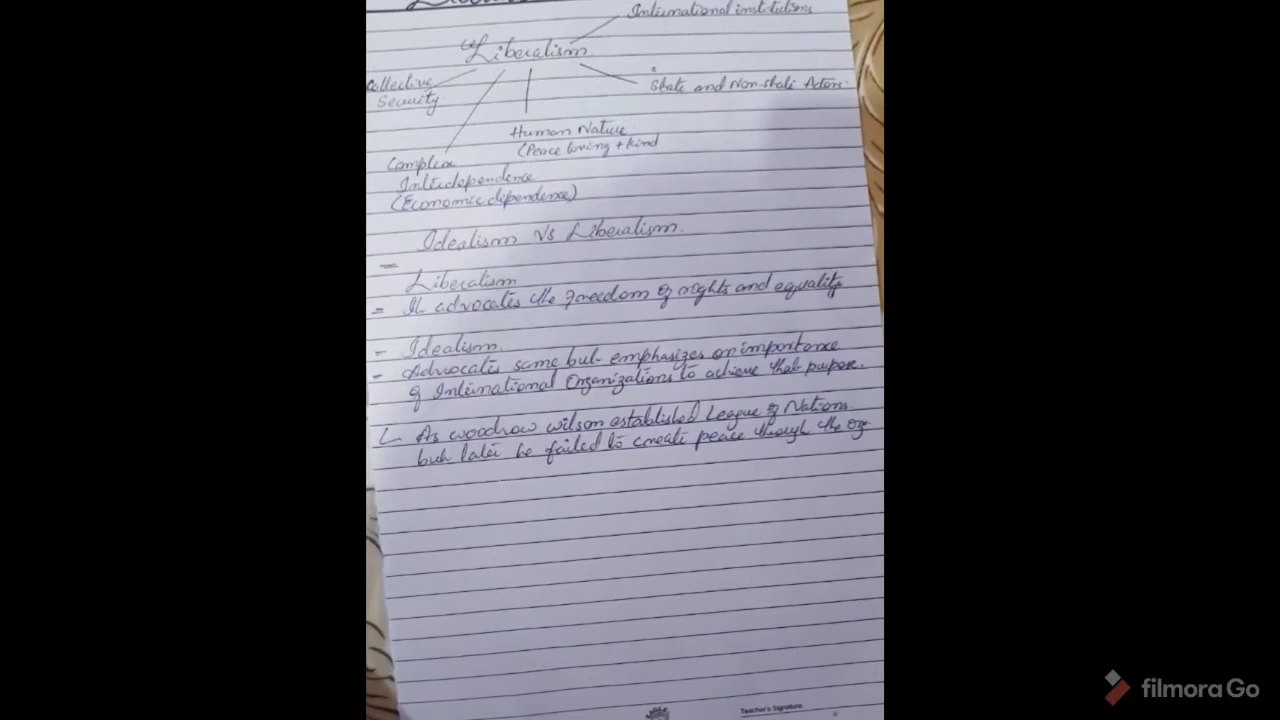 International institutions
Liberalism
Collective
Security
State and Non-state Actors.
Human Nature.
(Peace loving + kind
Complex
Interdependence
(Economic dependence)
Idealism Vs Liberalism.
Liberalism
= It advocates the freedom of rights and equality
- Idealism.
- Advocates same but emphasizes on importance
of International Organizations to achieve that purpose.
As woodrow wilson established League of Nations
but later he failed to create peace through the org.
Teacher's Signature
filmora Go